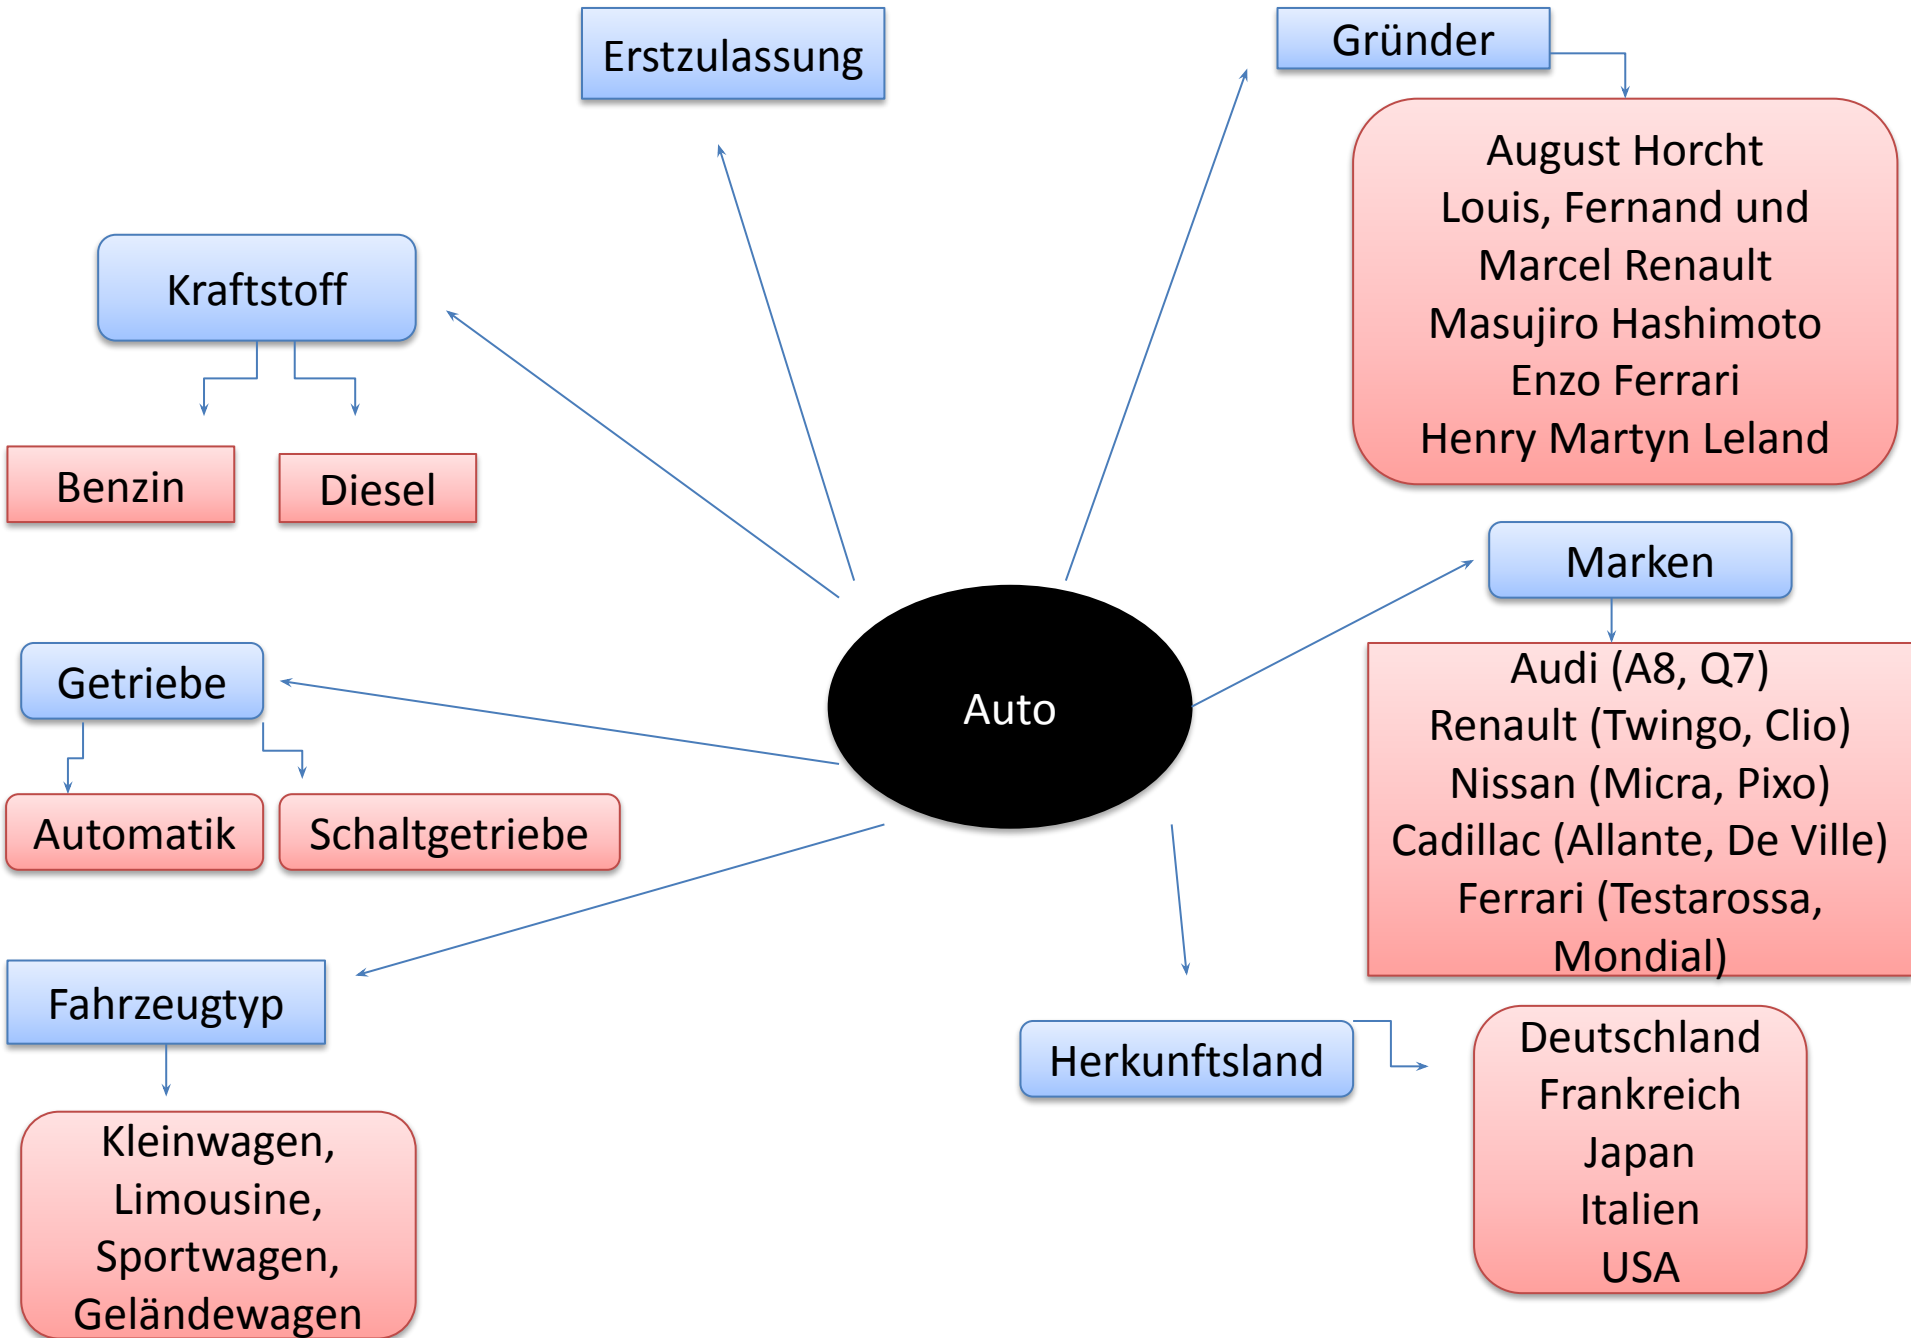 Erstzulassung
Gründer
August Horcht
Louis, Fernand und
Marcel Renault
Masujiro Hashimoto
Enzo Ferrari
Henry Martyn Leland
Kraftstoff
Benzin
Diesel
Marken
Audi (A8, Q7)
Renault (Twingo, Clio)
Nissan (Micra, Pixo)
Cadillac (Allante, De Ville)
Ferrari (Testarossa,
Mondial)
Auto
Getriebe
Automatik
Schaltgetriebe
Fahrzeugtyp
Kleinwagen,
Limousine,
Sportwagen,
Geländewagen
Herkunftsland
Deutschland
Frankreich
Japan
Italien
USA